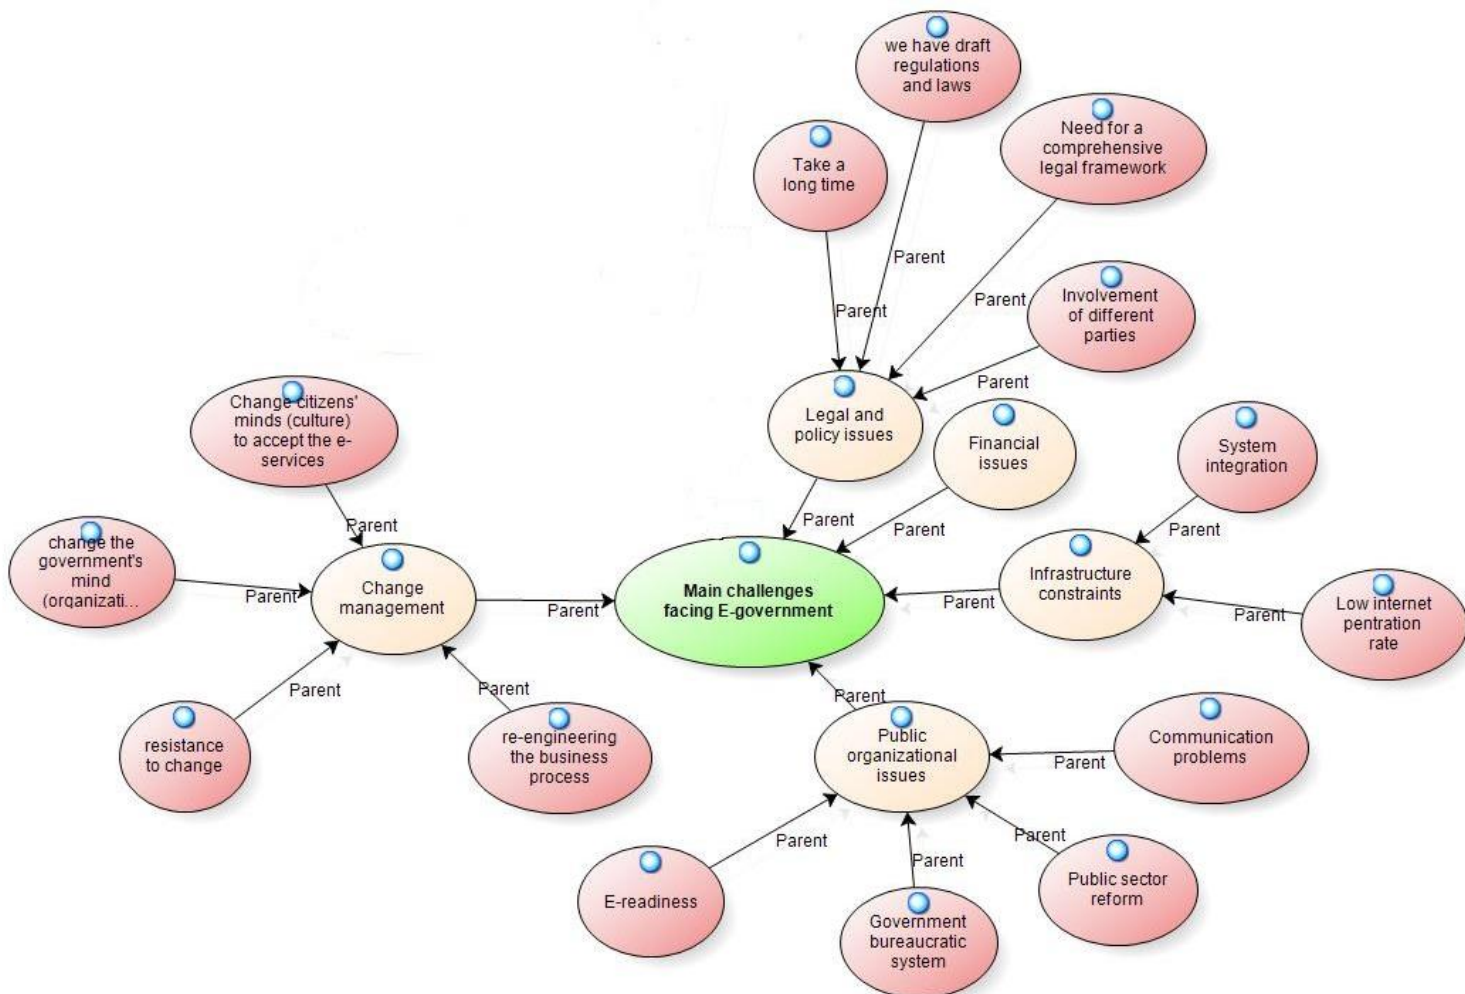 we have draft
regulations
and laws
Need for a
comprehensive
legal framework
Take a
long time
Parent
Parent
Parent
Involvement
of different
parties
Parent
Legal and
policy issues
Financial
issues
System
integration
Change citizens'
minds (culture)
to accept the e-
services
Parent
Parent
Parent
Parent
change the
government's
mind
(organizati...
Parent
Change
management
Parent
Main challenges
facing E-government
Parent
Infrastructure
constraints
Parent
Low internet
pentration
rate
Parent
Parent
Parent
resistance
to change
re-engineering
the business
process
Public
organizational
issues
Parent
Communication
problems
Parent
Parent
Parent
E-readiness
Government
bureaucratic
system
Public sector
reform